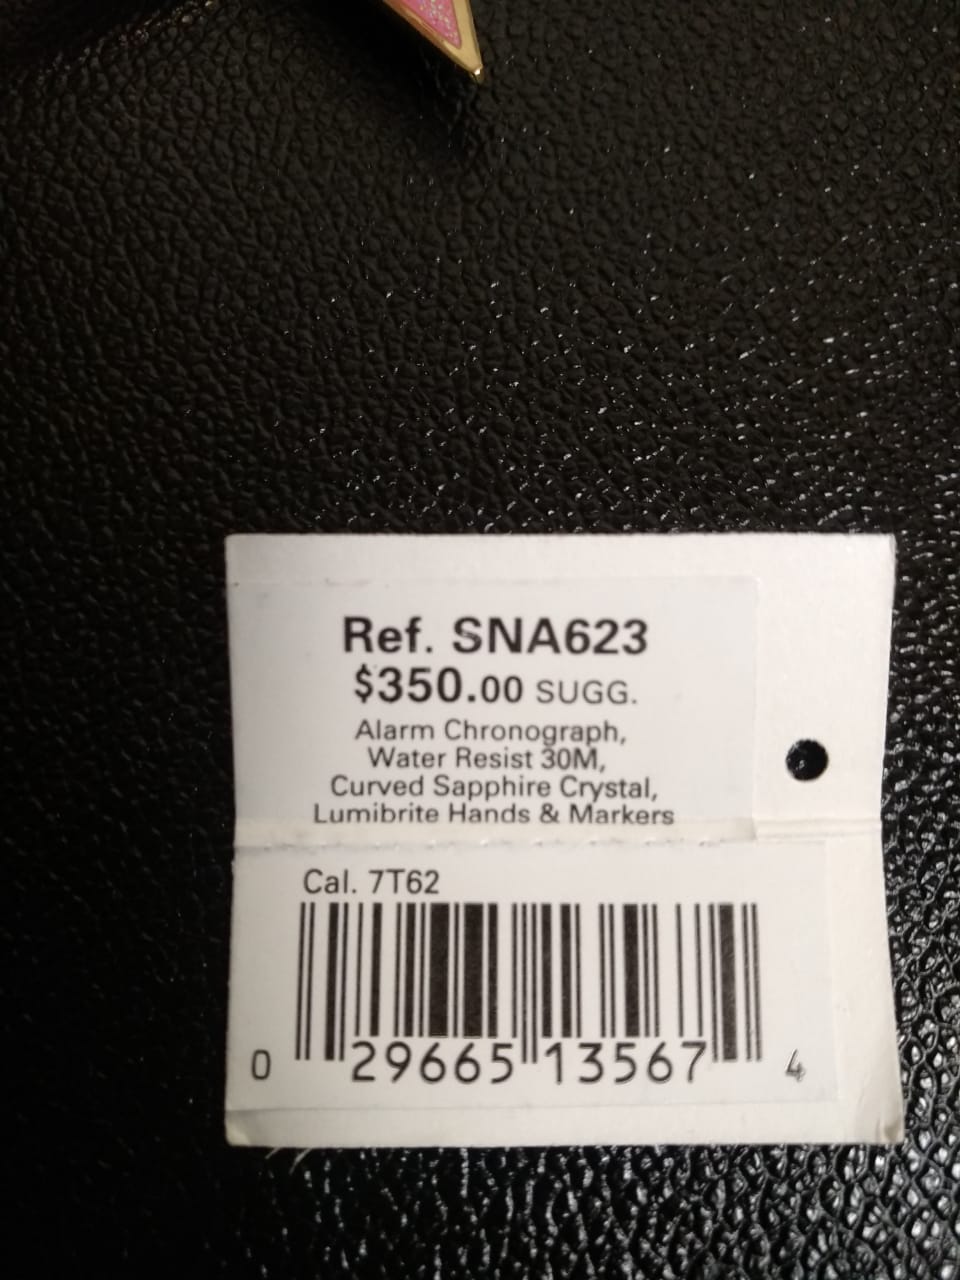 Ref. SNA623
$350.00 SUGG.
Alarm Chronograph,
Water Resist 30M,
Curved Sapphire Crystal,
Lumibrite Hands & Markers
Cal. 7T62
0 29665 13567 4